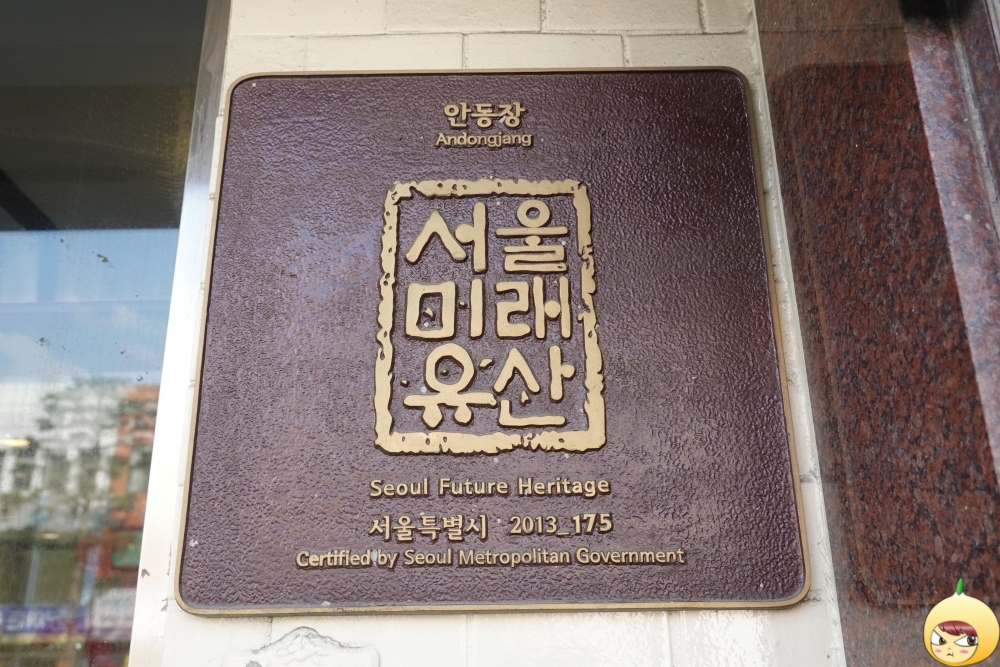 안동장
Andongjang
서울
미래
유산
Seoul Future Heritage
서울특별시 2013_175
Certified by Seoul Metropolitan Government